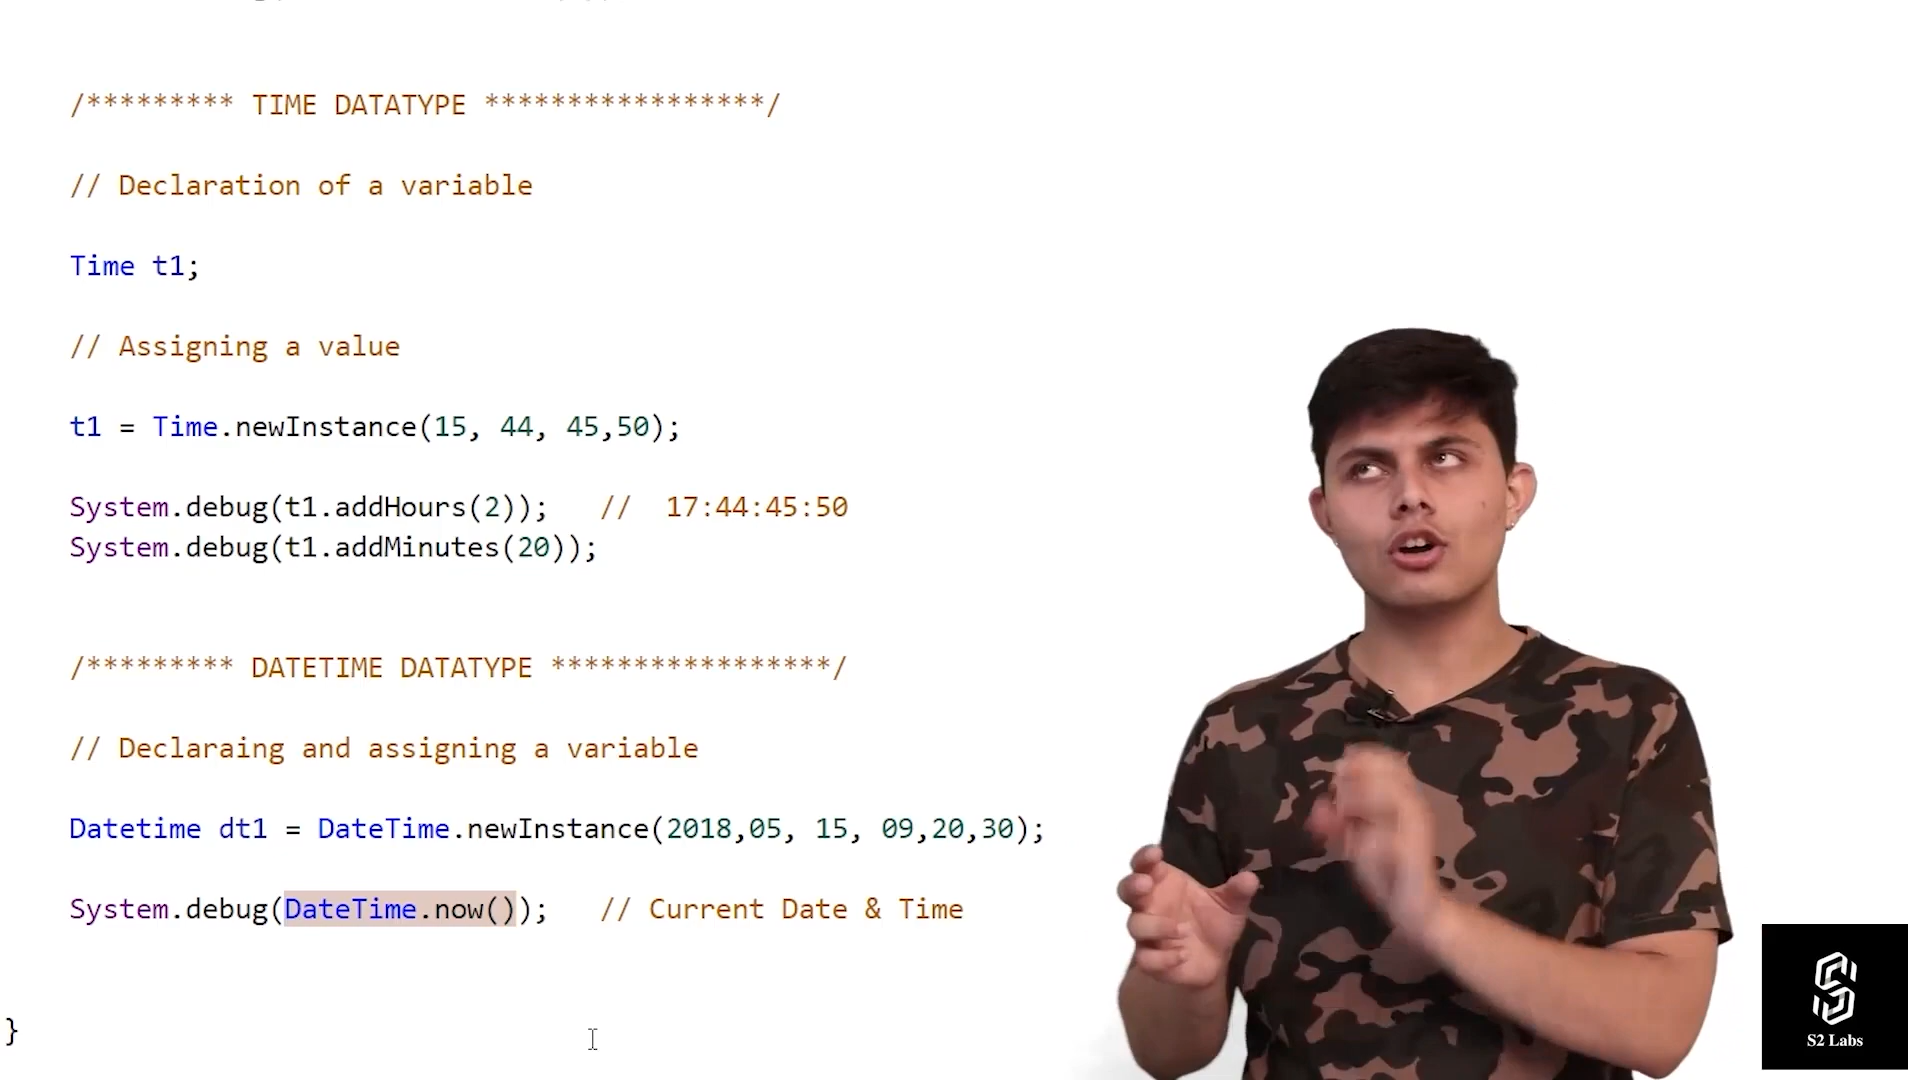 /********* TIME DATATYPE *****************/
// Declaration of a variable
Time t1;
// Assigning a value
t1 = Time.newInstance(15, 44, 45,50);
System.debug(t1.addHours(2));   //  17:44:45:50
System.debug(t1.addMinutes(20));
/********* DATETIME DATATYPE *****************/
// Declaraing and assigning a variable
Datetime dt1 = DateTime.newInstance(2018,05, 15, 09,20,30);
System.debug(DateTime.now());   // Current Date & Time
}
S2 Labs